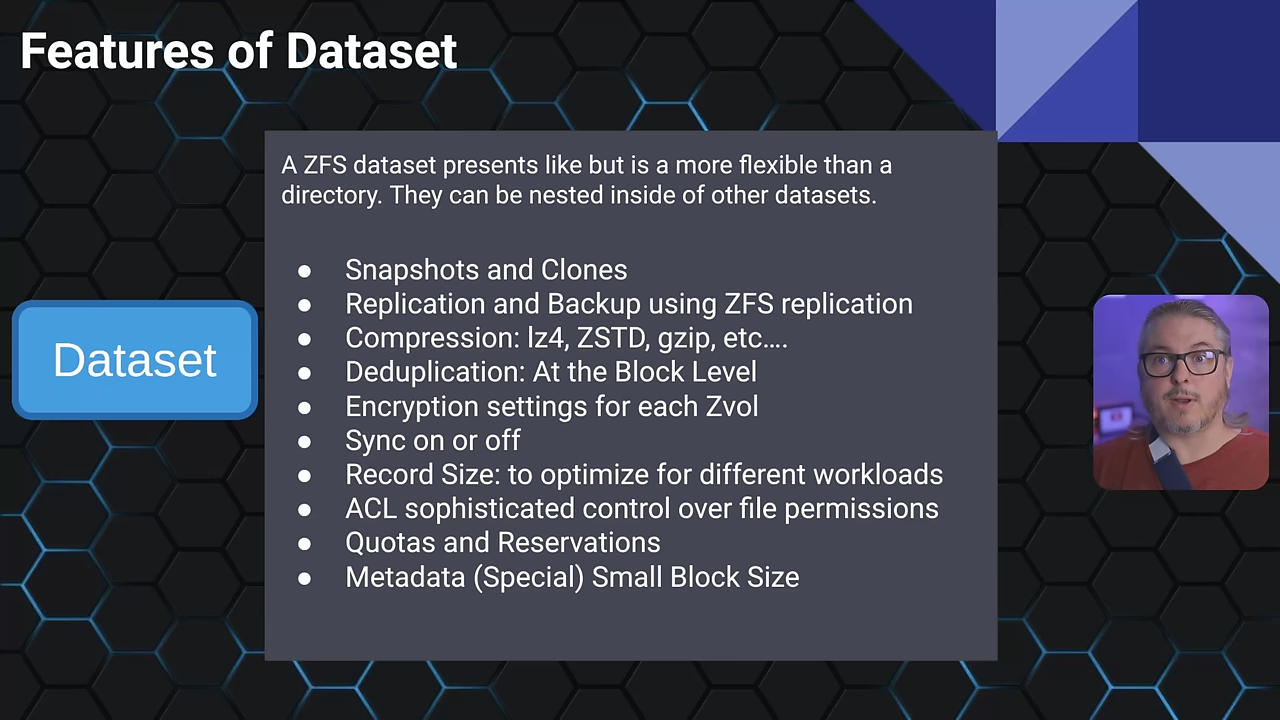 Features of Dataset
A ZFS dataset presents like but is a more flexible than a
directory. They can be nested inside of other datasets.
Dataset
● Snapshots and Clones
● Replication and Backup using ZFS replication
● Compression: lz4, ZSTD, gzip, etc....
● Deduplication: At the Block Level
● Encryption settings for each Zvol
● Sync on or off
● Record Size: to optimize for different workloads
● ACL sophisticated control over file permissions
● Quotas and Reservations
● Metadata (Special) Small Block Size